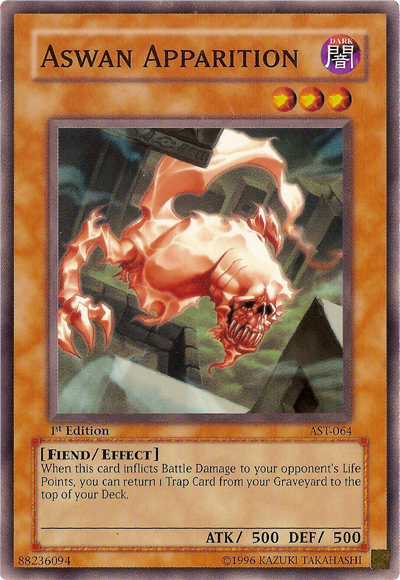 ASWAN APPARITION
DARK
闇
1st Edition
AST-064
[FIEND/EFFECT]
When this card inflicts Battle Damage to your opponent's Life
Points, you can return 1 Trap Card from your Graveyard to the
top of your Deck.
ATK/ 500 DEF/ 500
88236094
©1996 KAZUKI TAKAHASHI